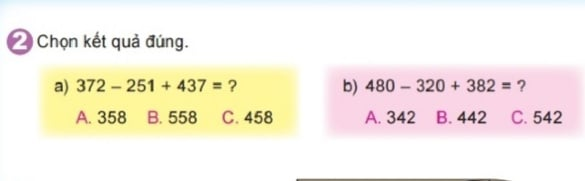 2 Chọn kết quả đúng.
a) 372 – 251 + 437 = ?
A. 358 B. 558 C. 458
b) 480 – 320 + 382 = ?
A. 342 B. 442 C. 542